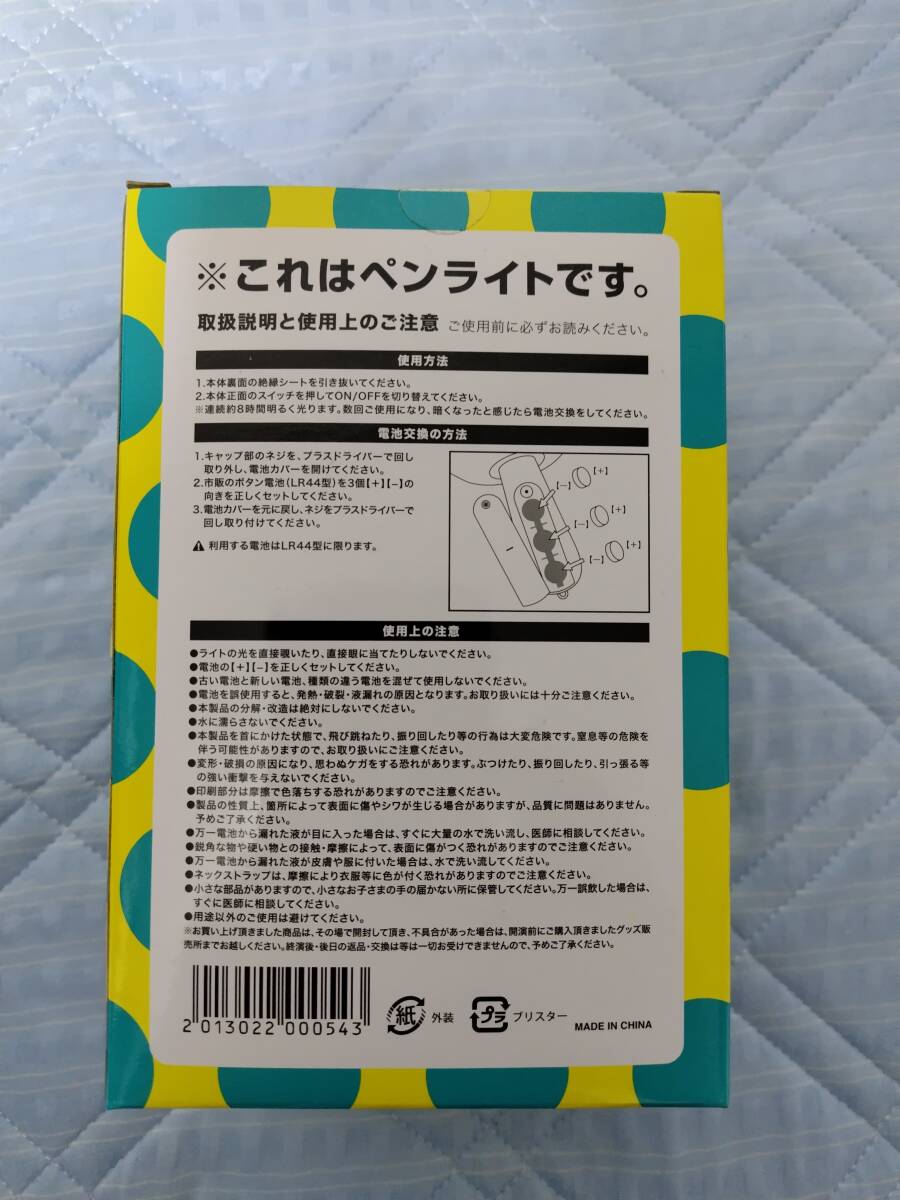 ※これはペンライトです。
取扱説明と使用上のご注意 ご使用前に必ずお読みください。
使用方法
1.本体裏面の絶縁シートを引き抜いてください。
2.本体正面のスイッチを押してON/OFFを切り替えてください。
※連続約8時間明るく光ります。数回ご使用になり、暗くなったと感じたら電池交換をしてください。
電池交換の方法
1.キャップ部のネジを、プラスドライバーで回し
取り外し、電池カバーを開けてください。
2.市販のボタン電池(LR44型)を3個【+】【−】の
向きを正しくセットしてください。
3.電池カバーを元に戻し、ネジをプラスドライバーで
回し取り付けてください。
⚠ 利用する電池はLR44型に限ります。
【−】 【+】
【−】 【+】
【−】 【+】
使用上の注意
●ライトの光を直接覗いたり、直接眼に当てたりしないでください。
●電池の【+】【−】を正しくセットしてください。
●古い電池と新しい電池、種類の違う電池を混ぜて使用しないでください。
●電池を誤使用すると、発熱・破裂・液漏れの原因となります。お取り扱いには十分ご注意ください。
●本製品の分解・改造は絶対にしないでください。
●水に濡らさないでください。
●本製品を首にかけた状態で、飛び跳ねたり、振り回したり等の行為は大変危険です。窒息等の危険を
伴う可能性がありますので、お取り扱いにご注意ください。
●変形・破損の原因になり、思わぬケガをする恐れがあります。ぶつけたり、振り回したり、引っ張る等
の強い衝撃を与えないでください。
●印刷部分は摩擦で色落ちする恐れがありますのでご注意ください。
●製品の性質上、箇所によって表面に傷やシワが生じる場合がありますが、品質に問題はありません。
予めご了承ください。
●万一電池から漏れた液が目に入った場合は、すぐに大量の水で洗い流し、医師に相談してください。
●鋭角な物や硬い物との接触・摩擦によって、表面に傷がつく恐れがありますのでご注意ください。
●万一電池から漏れた液が皮膚や服に付いた場合は、水で洗い流してください。
●ネックストラップは、摩擦により衣服等に色が付く恐れがありますのでご注意ください。
●小さな部品がありますので、小さなお子さまの手の届かない所に保管してください。万一誤飲した場合は、
すぐに医師に相談してください。
●用途以外のご使用は避けてください。
※お買い上げ頂きました商品は、その場で開封して頂き、不具合があった場合は、開演前にご購入頂きましたグッズ販
売所までお越しください。終演後・後日の返品・交換は等は一切お受けできませんので、予めご了承ください。
2 013022 000543
紙 外装 プラ ブリスター MADE IN CHINA